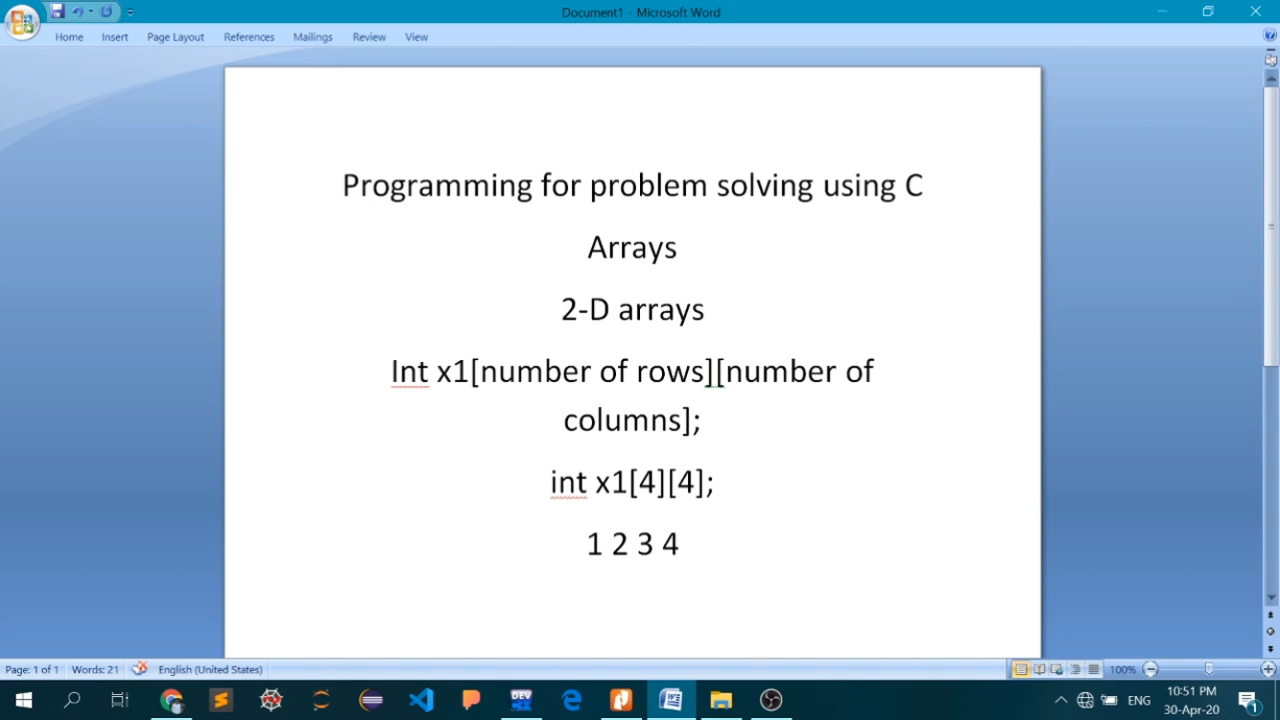 Document1 - Microsoft Word
Home Insert Page Layout References Mailings Review View
Programming for problem solving using C
Arrays
2-D arrays
Int x1[number of rows][number of
columns];
int x1[4][4];
1 2 3 4
Page: 1 of 1 Words: 21 English (United States) 100%
DEV
ENG
10:51 PM
30-Apr-20
1